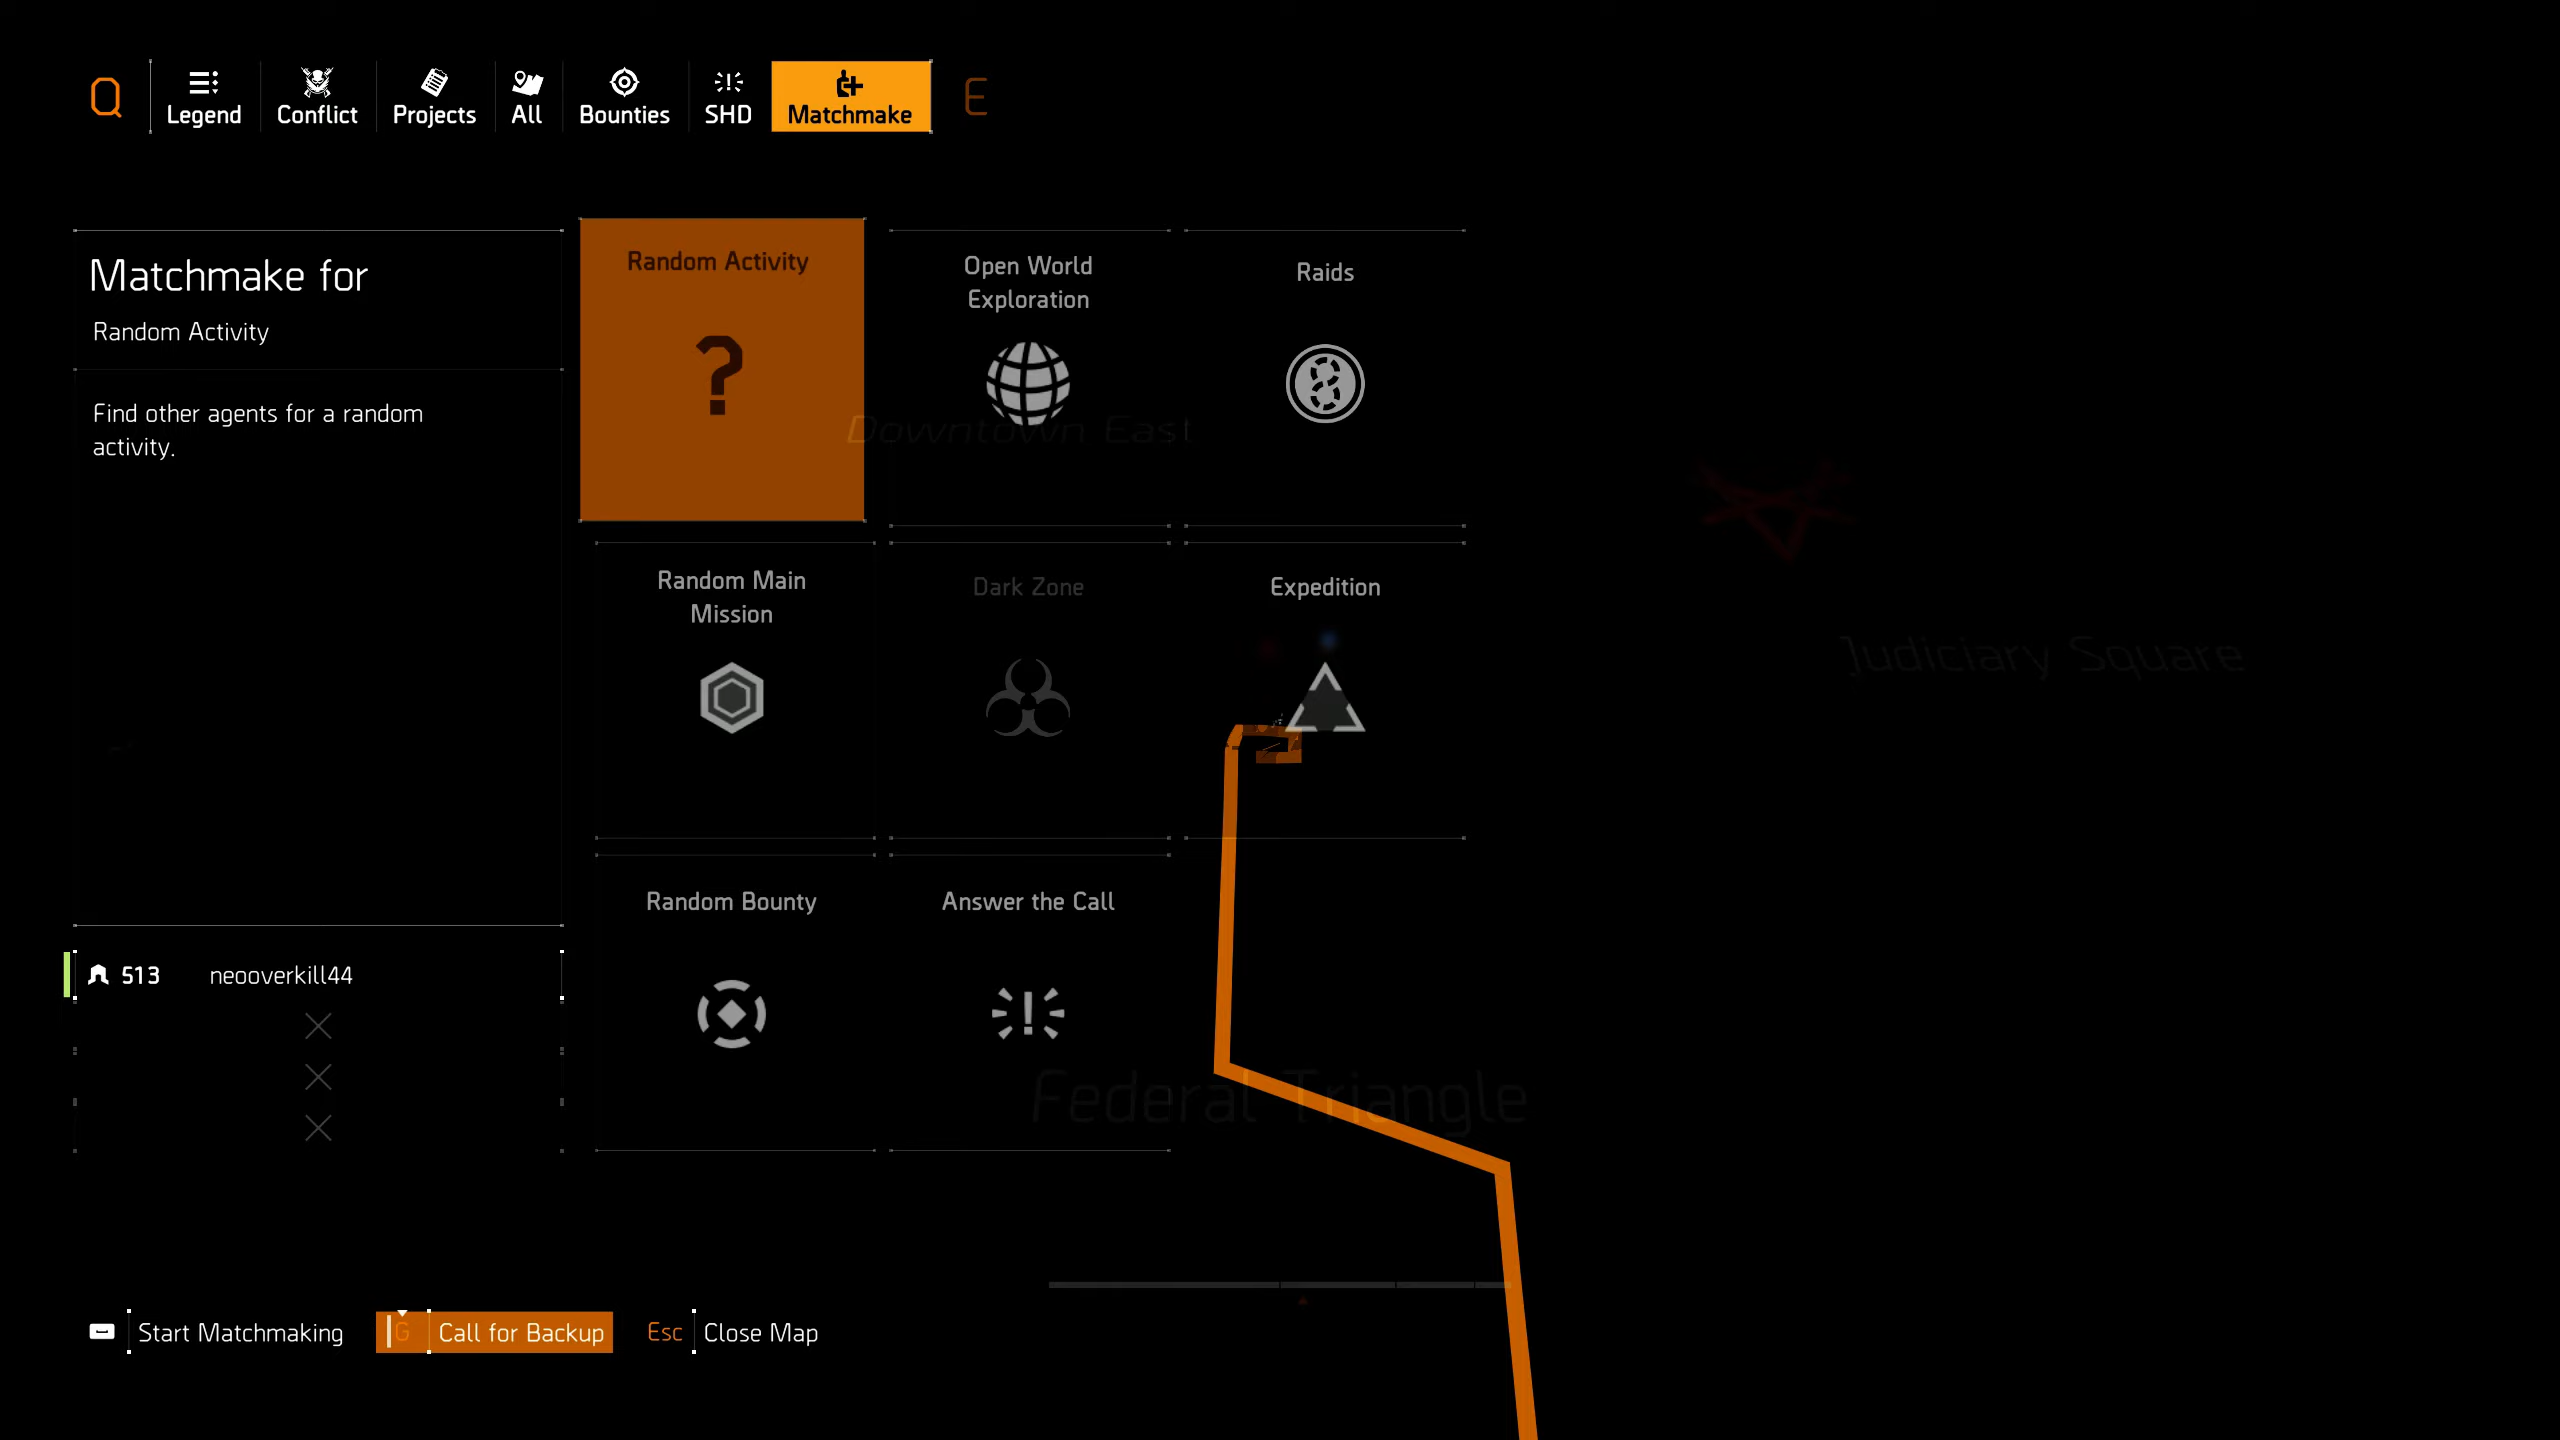 Q
Legend
Conflict
Projects
All
Bounties
SHD
Matchmake
E
Matchmake for
Random Activity
Find other agents for a random
activity.
Random Activity
?
Open World
Exploration
Raids
Downtown East
Random Main
Mission
Dark Zone
Expedition
Judiciary Square
Random Bounty
Answer the Call
513 neooverkill44
Federal Triangle
Start Matchmaking
G Call for Backup
Esc Close Map